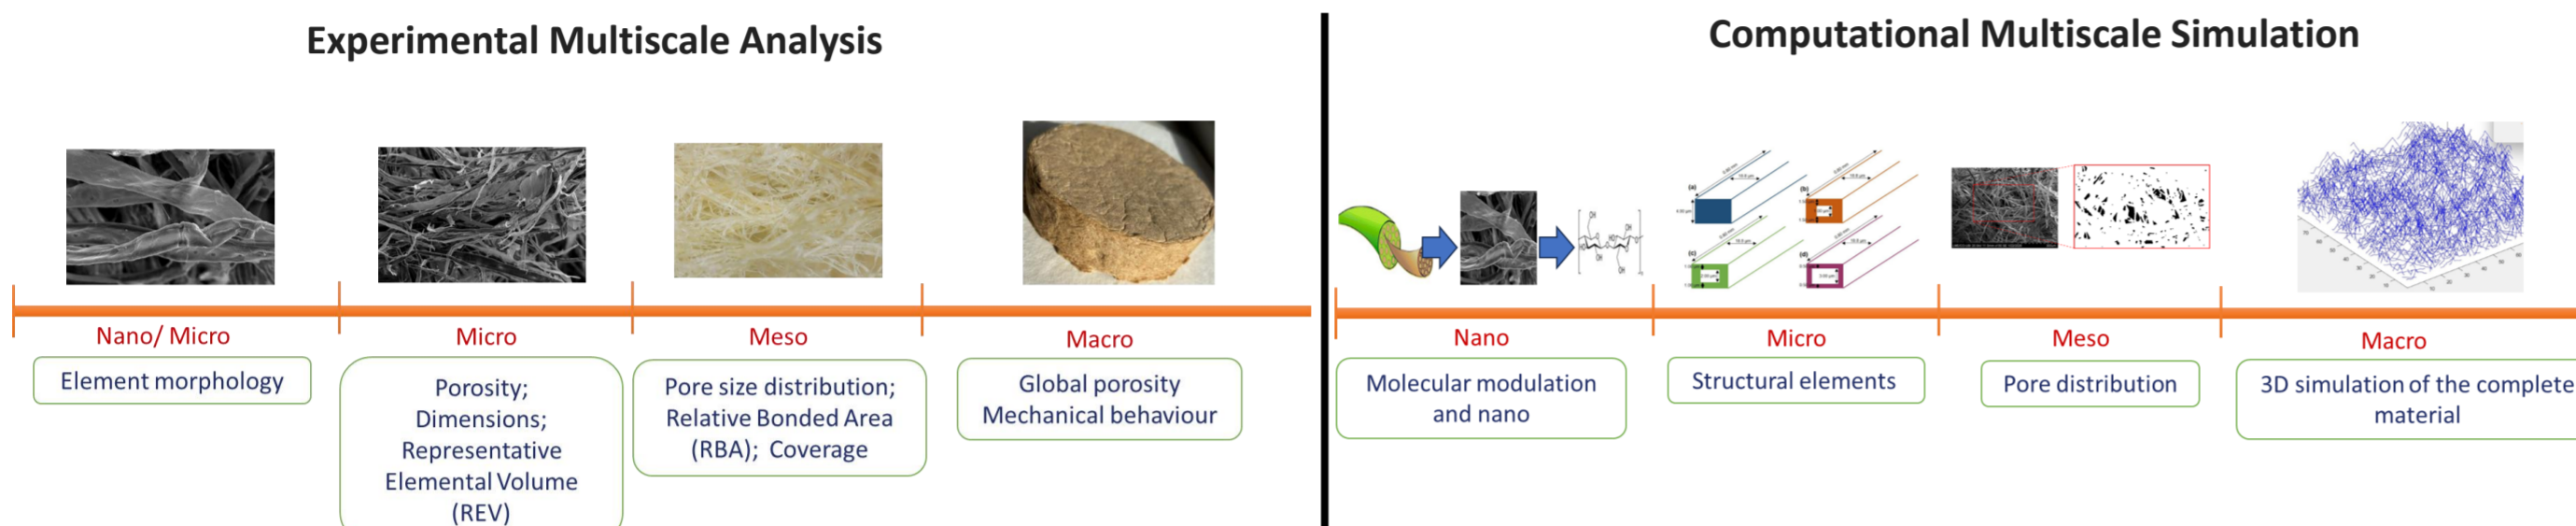 Experimental Multiscale Analysis
Nano/ Micro
Element morphology
Micro
Porosity;
Dimensions;
Representative
Elemental Volume
(REV)
Meso
Pore size distribution;
Relative Bonded Area
(RBA); Coverage
Macro
Global porosity
Mechanical behaviour
Computational Multiscale Simulation
(a)
(b)
(c)
(d)
Nano
Molecular modulation
and nano
Micro
Structural elements
Meso
Pore distribution
Macro
3D simulation of the complete
material